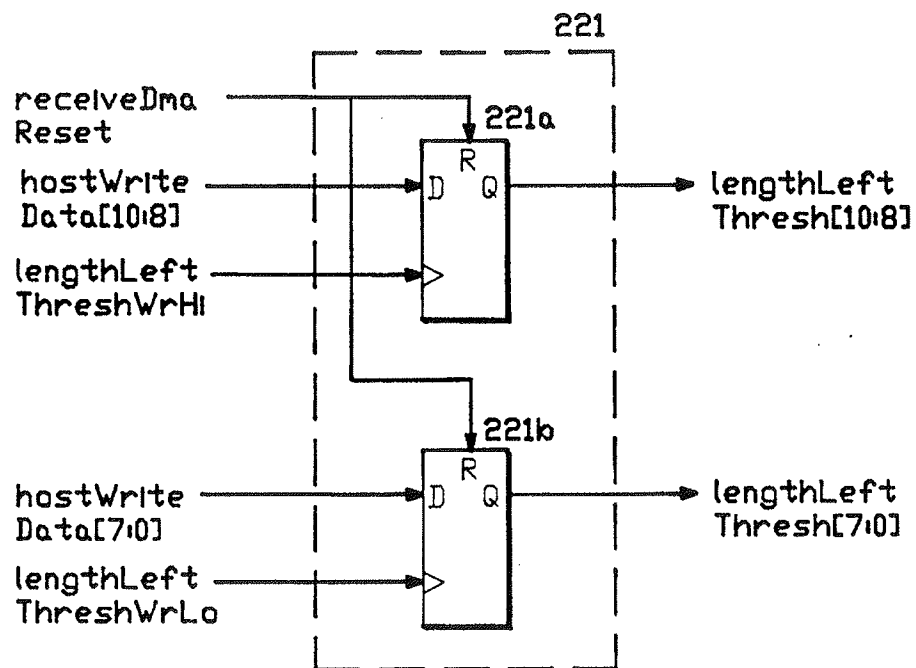 221
receiveDma
Reset
221a
R
hostWrite
Data[10:8]
D
Q
lengthLeft
Thresh[10:8]
lengthLeft
ThreshWrHi
221b
R
hostWrite
Data[7:0]
D
Q
lengthLeft
Thresh[7:0]
lengthLeft
ThreshWrLo